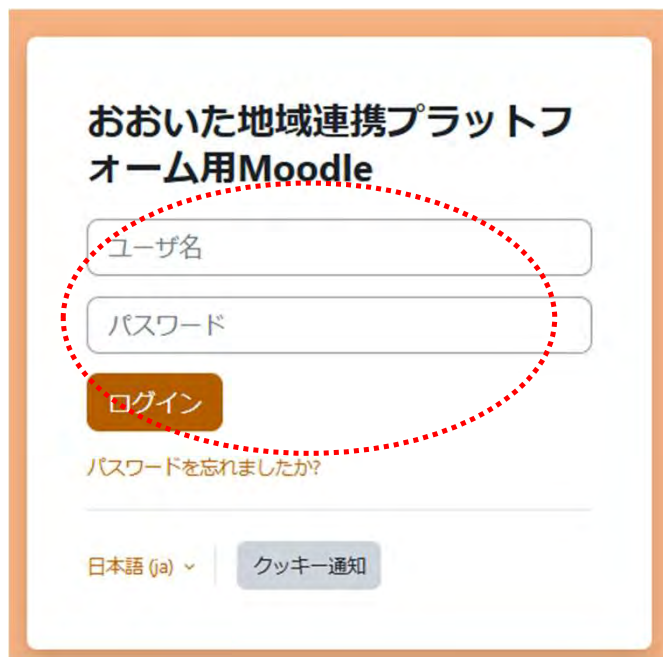 おおいた地域連携プラットフ
ォーム用Moodle
ユーザ名
パスワード
ログイン
パスワードを忘れましたか?
日本語 (ja)
クッキー通知